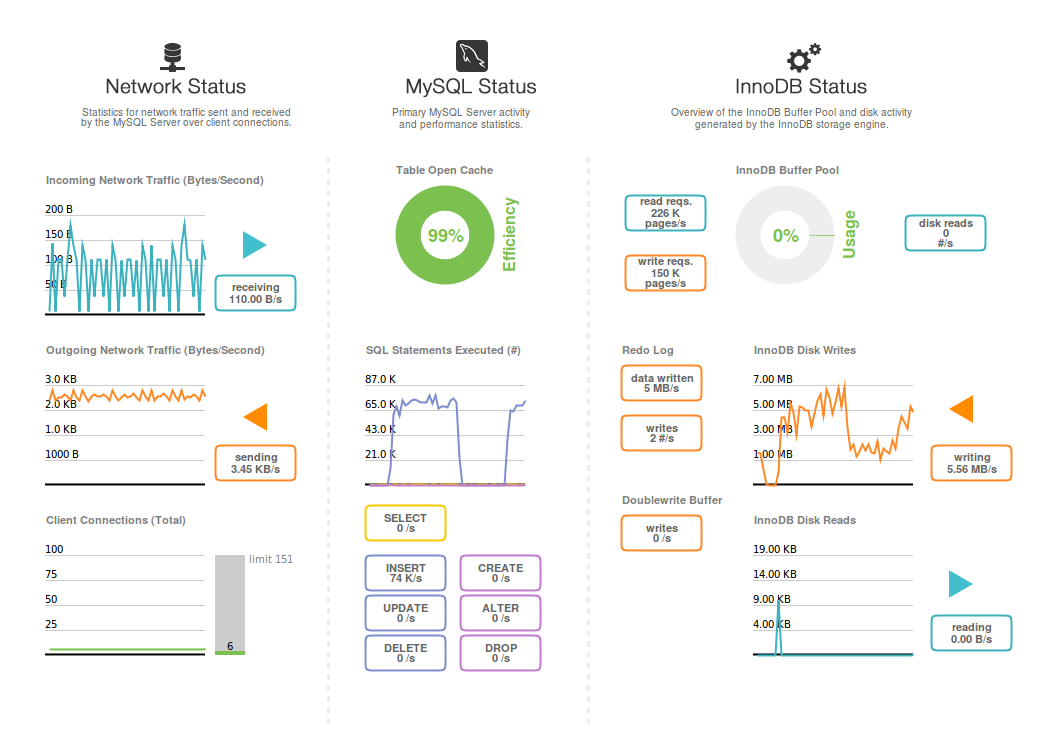 Network Status
Statistics for network traffic sent and received
by the MySQL Server over client connections.
Incoming Network Traffic (Bytes/Second)
200 B
150 B
100 B
50 B
receiving
110.00 B/s
Outgoing Network Traffic (Bytes/Second)
3.0 KB
2.0 KB
1.0 KB
1000 B
sending
3.45 KB/s
Client Connections (Total)
100
75
50
25
limit 151
6
MySQL Status
Primary MySQL Server activity
and performance statistics.
Table Open Cache
99%
Efficiency
SQL Statements Executed (#)
87.0 K
65.0 K
43.0 K
21.0 K
SELECT
0 /s
INSERT
74 K/s
CREATE
0 /s
UPDATE
0 /s
ALTER
0 /s
DELETE
0 /s
DROP
0 /s
InnoDB Status
Overview of the InnoDB Buffer Pool and disk activity
generated by the InnoDB storage engine.
InnoDB Buffer Pool
read reqs.
226 K
pages/s
write reqs.
150 K
pages/s
0%
Usage
disk reads
0
#/s
Redo Log
data written
5 MB/s
writes
2 #/s
Doublewrite Buffer
writes
0 /s
InnoDB Disk Writes
7.00 MB
5.00 MB
3.00 MB
1.00 MB
writing
5.56 MB/s
InnoDB Disk Reads
19.00 KB
14.00 KB
9.00 KB
4.00 KB
reading
0.00 B/s